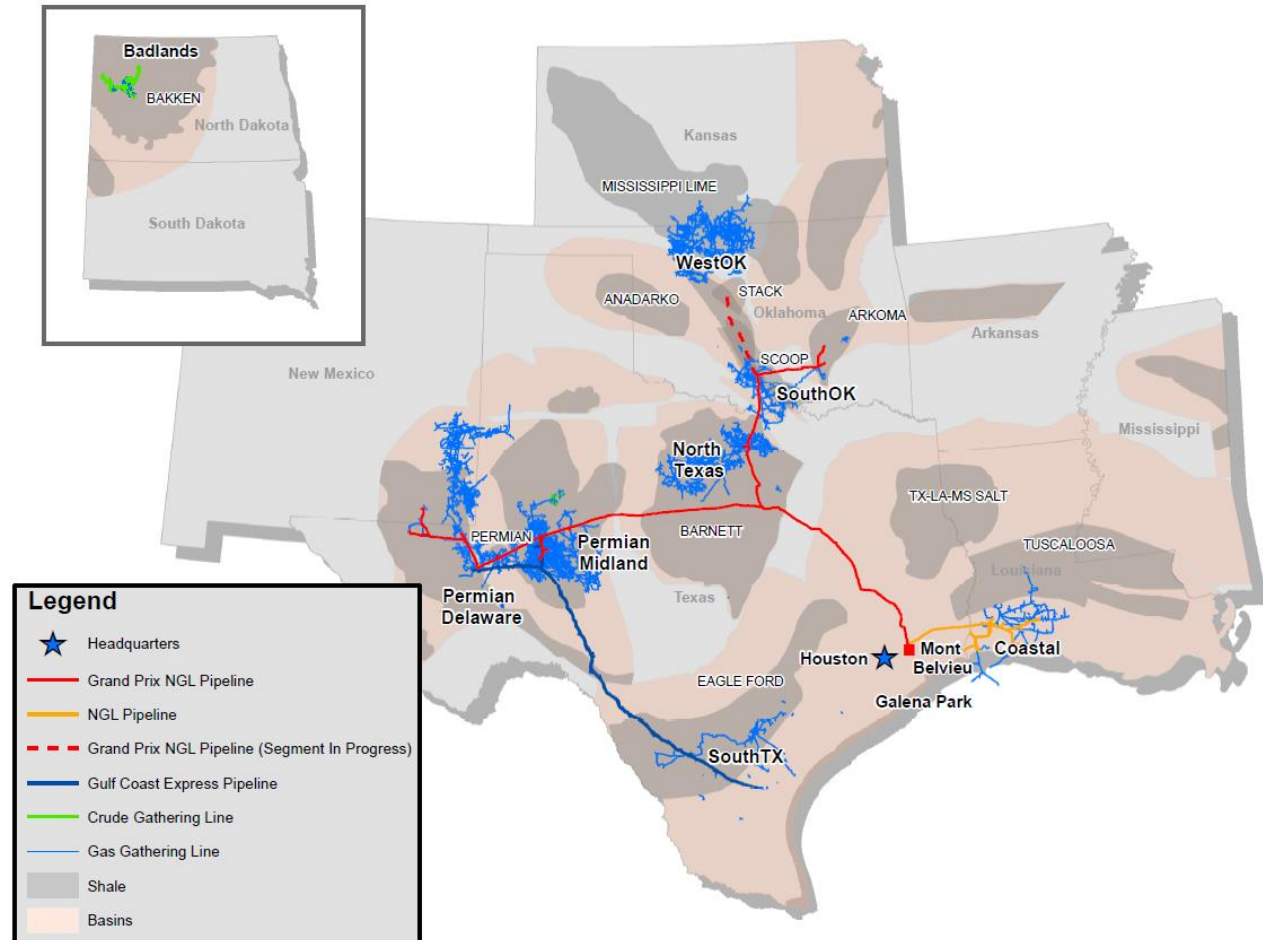 Badlands
BAKKEN
North Dakota
South Dakota
Kansas
MISSISSIPPI LIME
WestOK
STACK
ANADARKO
Oklahoma
ARKOMA
Arkansas
SCOOP
New Mexico
SouthOK
Mississippi
North
Texas
TX-LA-MS SALT
BARNETT
PERMIAN
Permian
Midland
TUSCALOOSA
Louisiana
Permian
Delaware
Texas
Houston
Mont
Belvieu
Coastal
EAGLE FORD
Galena Park
SouthTX
Legend
Headquarters
Grand Prix NGL Pipeline
NGL Pipeline
Grand Prix NGL Pipeline (Segment In Progress)
Gulf Coast Express Pipeline
Crude Gathering Line
Gas Gathering Line
Shale
Basins